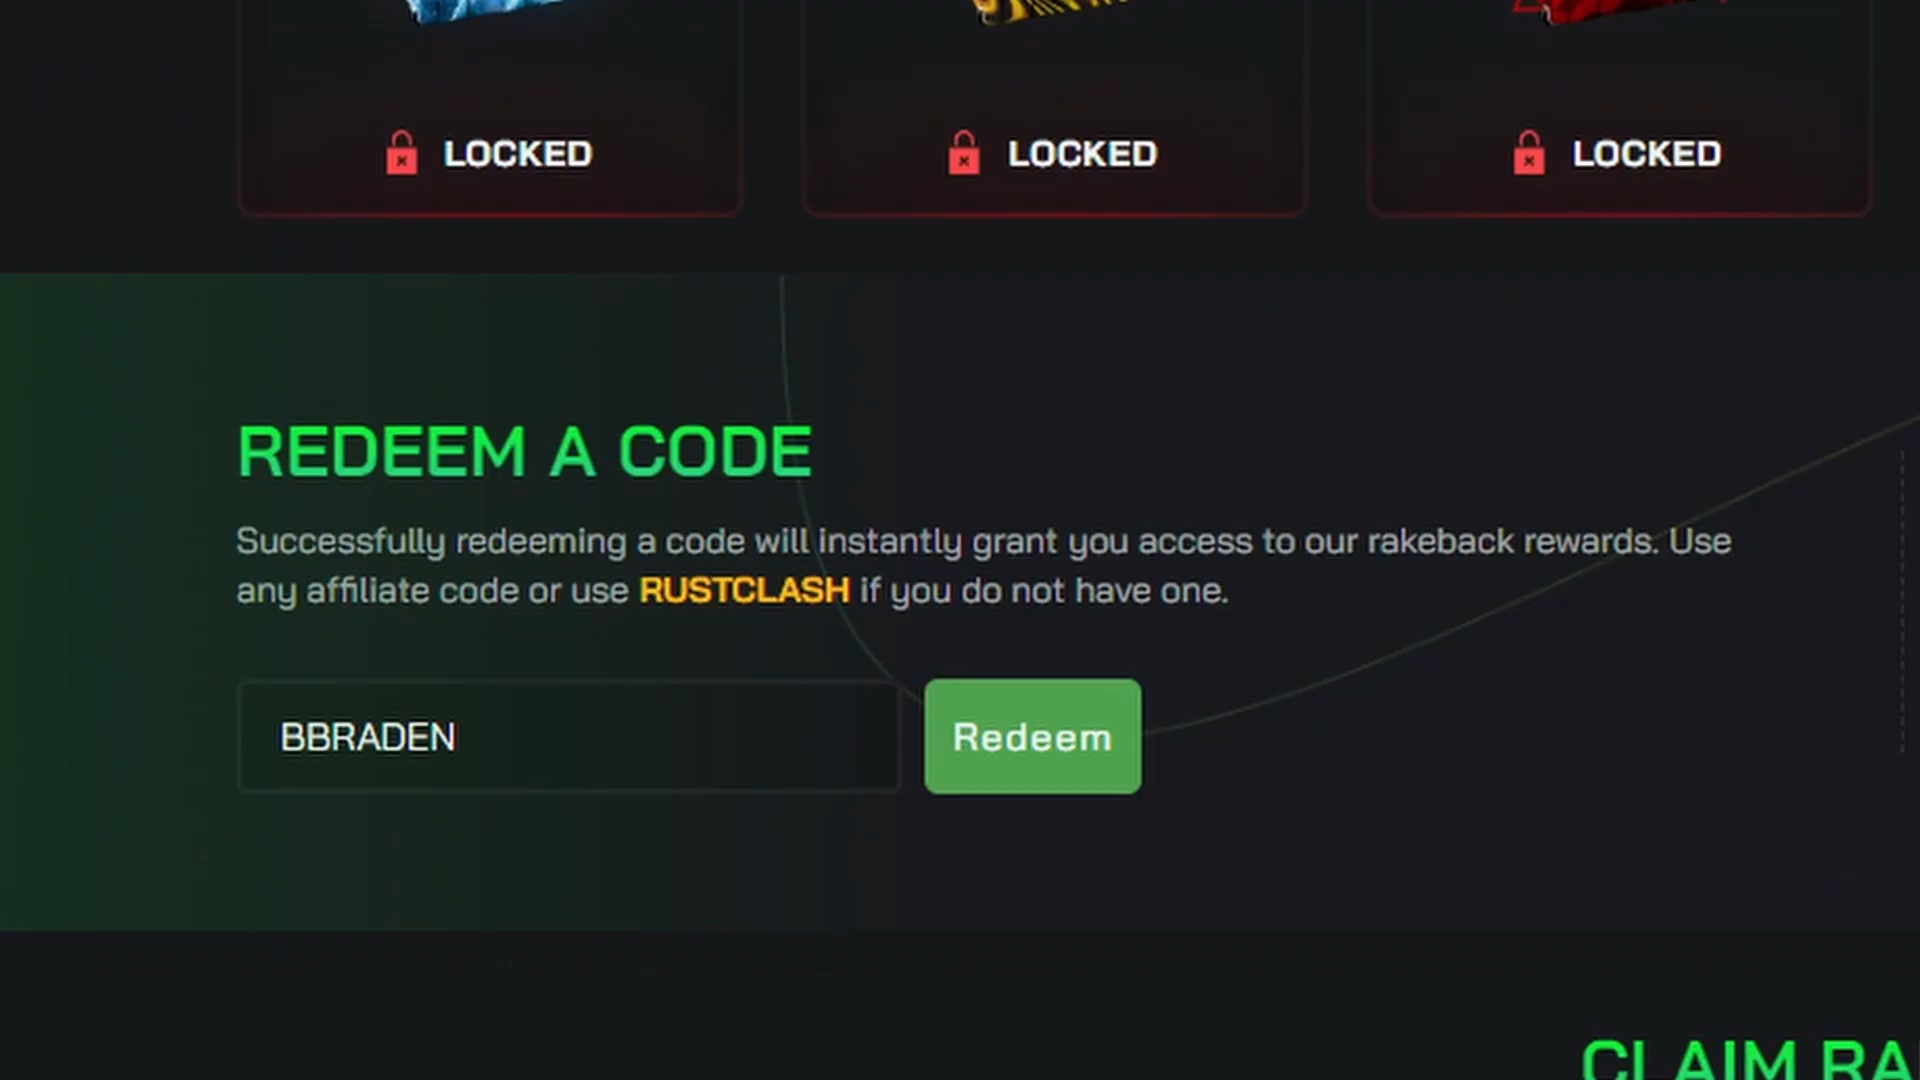 LOCKED LOCKED LOCKED
REDEEM A CODE
Successfully redeeming a code will instantly grant you access to our rakeback rewards. Use
any affiliate code or use RUSTCLASH if you do not have one.
BBRADEN Redeem
CLAIM